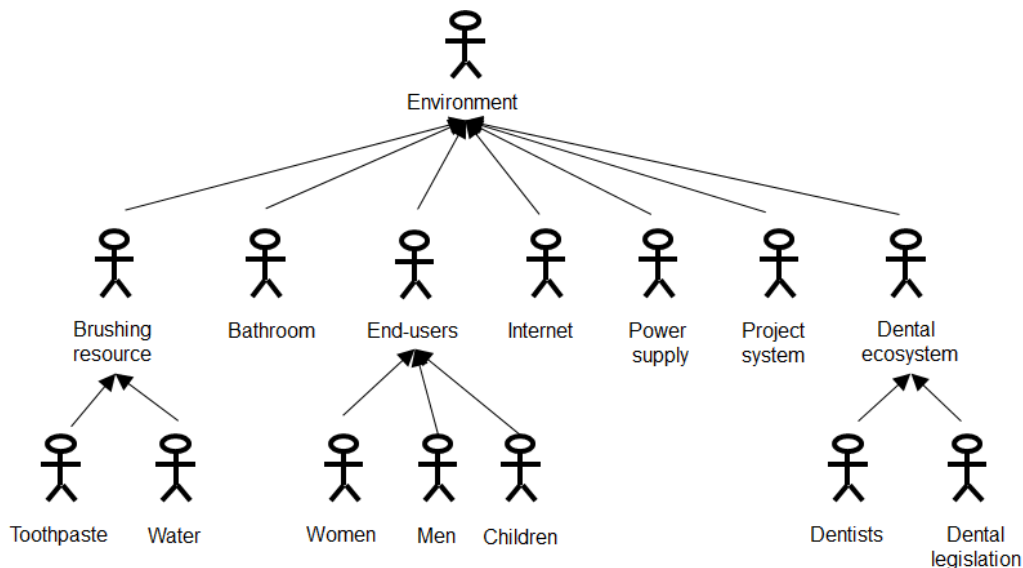 Environment
Brushing
resource
Bathroom
End-users
Internet
Power
supply
Project
system
Dental
ecosystem
Toothpaste
Water
Women
Men
Children
Dentists
Dental
legislation